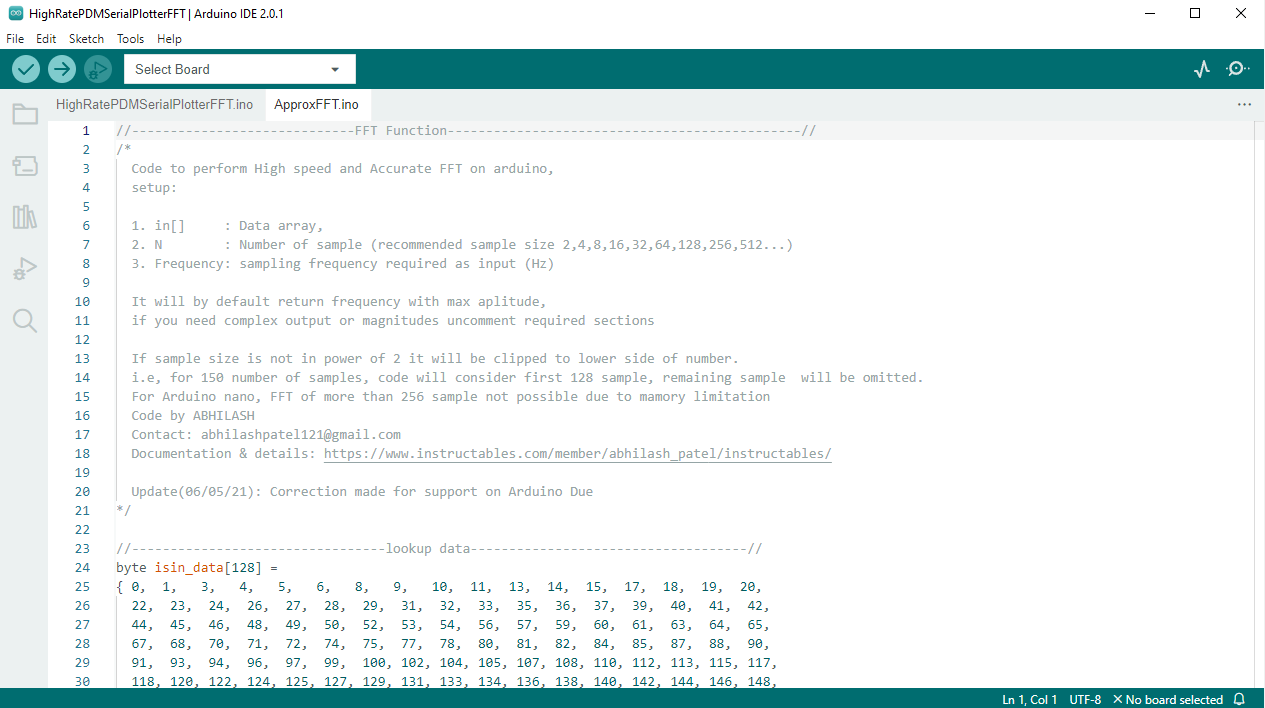 HighRatePDMSerialPlotterFFT | Arduino IDE 2.0.1
File Edit Sketch Tools Help
Select Board
HighRatePDMSerialPlotterFFT.ino ApproxFFT.ino
1 //-----------------------------FFT Function----------------------------------------------//
2 /*
3 Code to perform High speed and Accurate FFT on arduino,
4 setup:
5
6 1. in[]     : Data array,
7 2. N        : Number of sample (recommended sample size 2,4,8,16,32,64,128,256,512...)
8 3. Frequency: sampling frequency required as input (Hz)
9
10 It will by default return frequency with max aplitude,
11 if you need complex output or magnitudes uncomment required sections
12
13 If sample size is not in power of 2 it will be clipped to lower side of number.
14 i.e, for 150 number of samples, code will consider first 128 sample, remaining sample  will be omitted.
15 For Arduino nano, FFT of more than 256 sample not possible due to mamory limitation
16 Code by ABHILASH
17 Contact: abhilashpatel121@gmail.com
18 Documentation & details: https://www.instructables.com/member/abhilash_patel/instructables/
19
20 Update(06/05/21): Correction made for support on Arduino Due
21 */
22
23 //---------------------------------lookup data------------------------------------//
24 byte isin_data[128] =
25 { 0,  1,   3,   4,   5,   6,   8,   9,   10,  11,  13,  14,  15,  17,  18,  19,  20,
26 22,  23,  24,  26,  27,  28,  29,  31,  32,  33,  35,  36,  37,  39,  40,  41,  42,
27 44,  45,  46,  48,  49,  50,  52,  53,  54,  56,  57,  59,  60,  61,  63,  64,  65,
28 67,  68,  70,  71,  72,  74,  75,  77,  78,  80,  81,  82,  84,  85,  87,  88,  90,
29 91,  93,  94,  96,  97,  99,  100, 102, 104, 105, 107, 108, 110, 112, 113, 115, 117,
30 118, 120, 122, 124, 125, 127, 129, 131, 133, 134, 136, 138, 140, 142, 144, 146, 148,
Ln 1, Col 1 UTF-8 No board selected